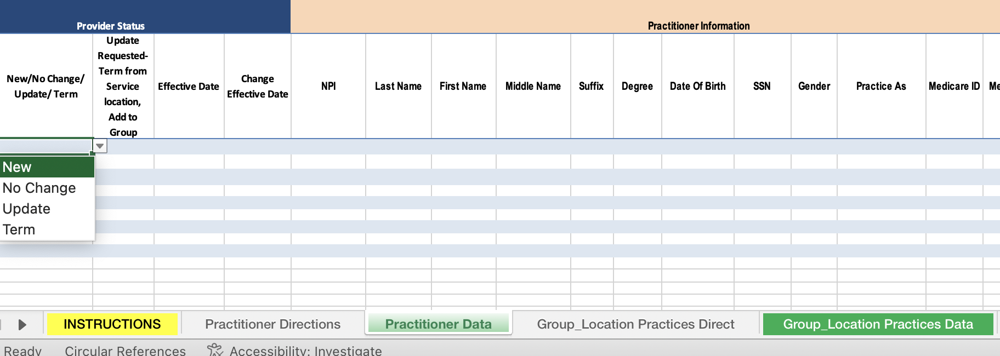 Provider Status
Practitioner Information
New/No Change/
Update/ Term
Update
Requested-
Term from
Service
location,
Add to
Group
Effective Date
Change
Effective Date
NPI
Last Name
First Name
Middle Name
Suffix
Degree
Date Of Birth
SSN
Gender
Practice As
Medicare ID
New
No Change
Update
Term
INSTRUCTIONS
Practitioner Directions
Practitioner Data
Group_Location Practices Direct
Group_Location Practices Data
Ready
Circular References
Accessibility: Investigate